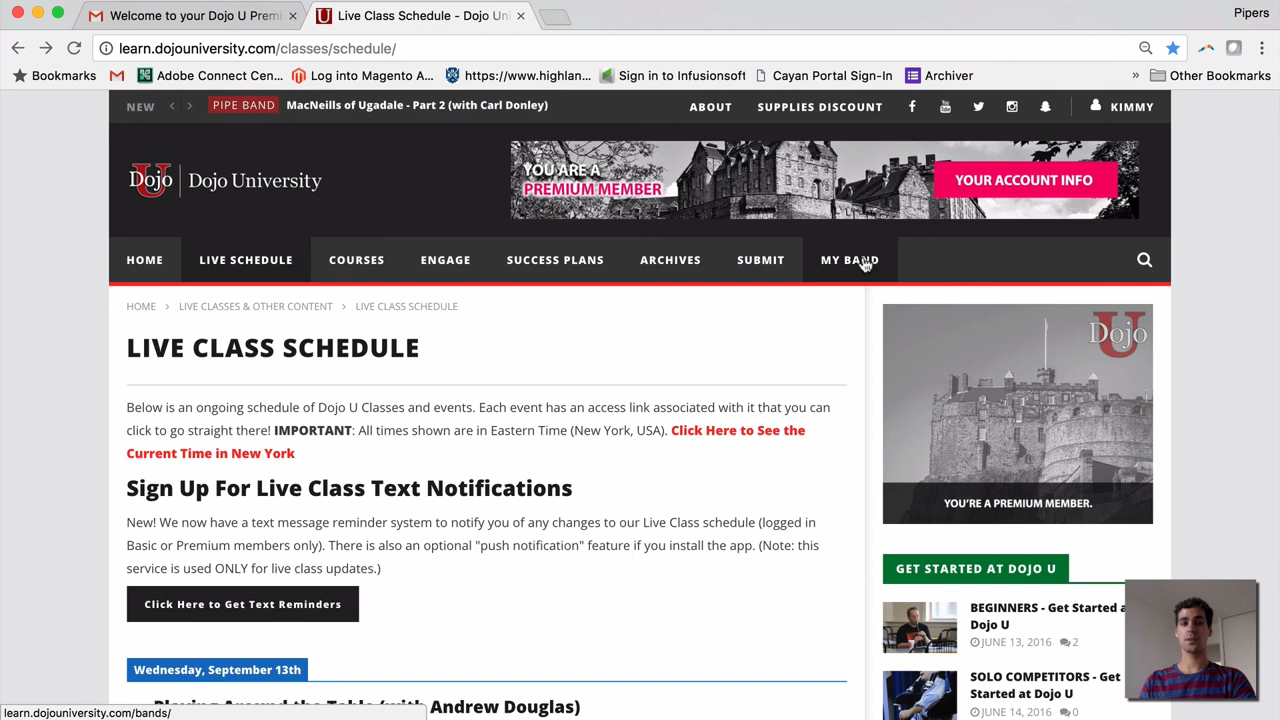 Welcome to your Dojo U Premi
Live Class Schedule - Dojo Un
Pipers
learn.dojouniversity.com/classes/schedule/
Bookmarks
Adobe Connect Cen...
Log into Magento A...
https://www.highlan...
Sign in to Infusionsoft
Cayan Portal Sign-In
Archiver
»
Other Bookmarks
NEW
PIPE BAND
MacNeills of Ugadale - Part 2 (with Carl Donley)
ABOUT
SUPPLIES DISCOUNT
KIMMY
Dojo U
Dojo University
YOU ARE A
PREMIUM MEMBER
YOUR ACCOUNT INFO
HOME
LIVE SCHEDULE
COURSES
ENGAGE
SUCCESS PLANS
ARCHIVES
SUBMIT
MY BAND
HOME > LIVE CLASSES & OTHER CONTENT > LIVE CLASS SCHEDULE
LIVE CLASS SCHEDULE
Below is an ongoing schedule of Dojo U Classes and events. Each event has an access link associated with it that you can
click to go straight there! IMPORTANT: All times shown are in Eastern Time (New York, USA). Click Here to See the
Current Time in New York
Sign Up For Live Class Text Notifications
New! We now have a text message reminder system to notify you of any changes to our Live Class schedule (logged in
Basic or Premium members only). There is also an optional "push notification" feature if you install the app. (Note: this
service is used ONLY for live class updates.)
Click Here to Get Text Reminders
Wednesday, September 13th
Playing Around the Table (with Andrew Douglas)
Dojo U
YOU'RE A PREMIUM MEMBER.
GET STARTED AT DOJO U
BEGINNERS - Get Started a
Dojo U
JUNE 13, 2016 2
SOLO COMPETITORS - Get
Started at Dojo U
JUNE 14, 2016 0
learn.dojouniversity.com/bands/